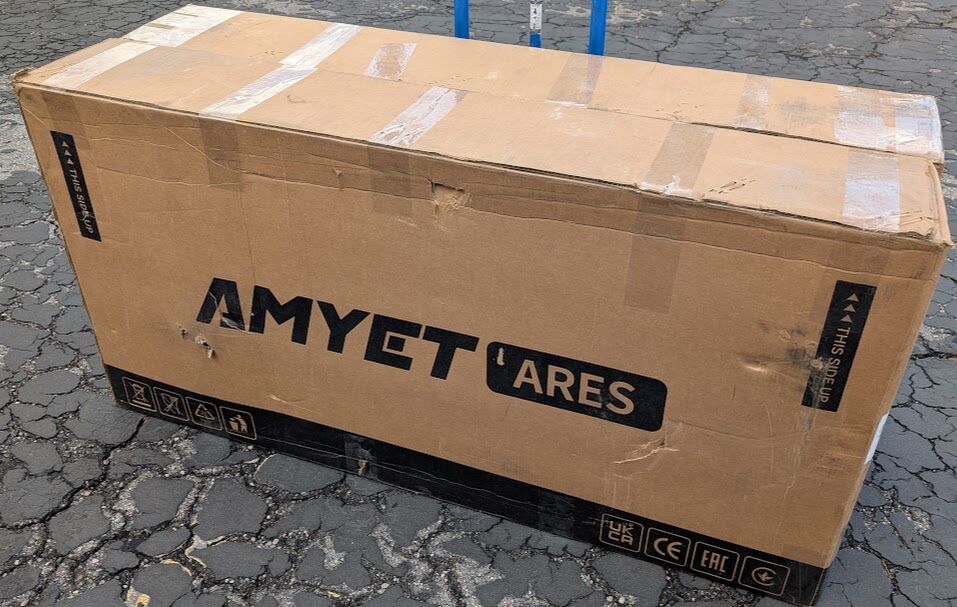 THIS SIDE UP
AMYET ARES
THIS SIDE UP
UK
CA
CE
EAC